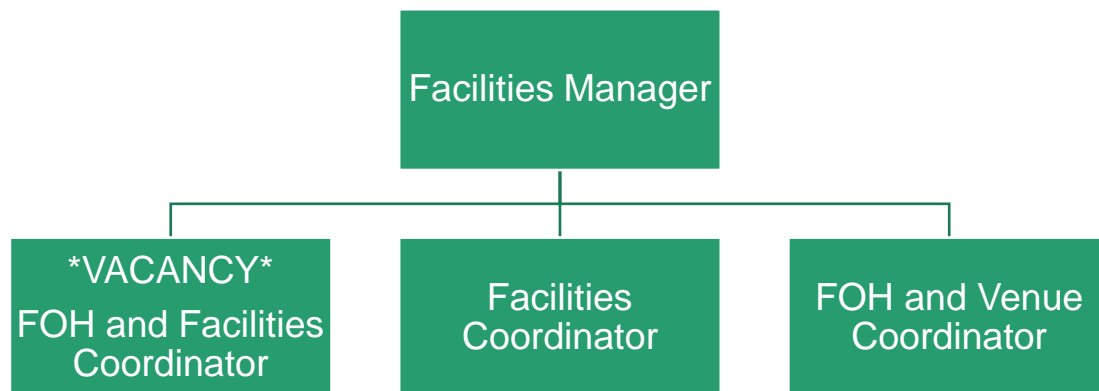 Facilities Manager
*VACANCY*
FOH and Facilities
Coordinator
Facilities
Coordinator
FOH and Venue
Coordinator